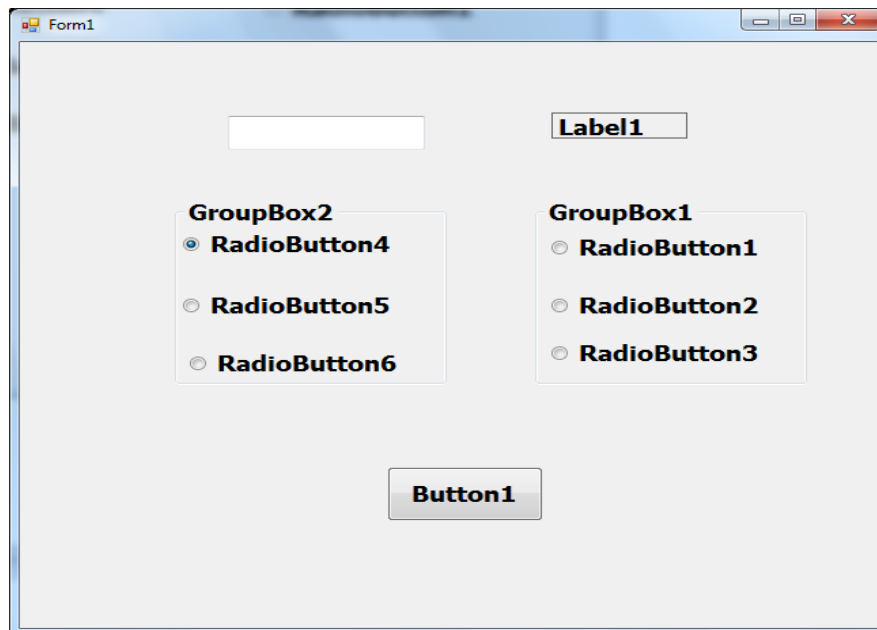 Form1
Label1
GroupBox2
RadioButton4
RadioButton5
RadioButton6
GroupBox1
RadioButton1
RadioButton2
RadioButton3
Button1